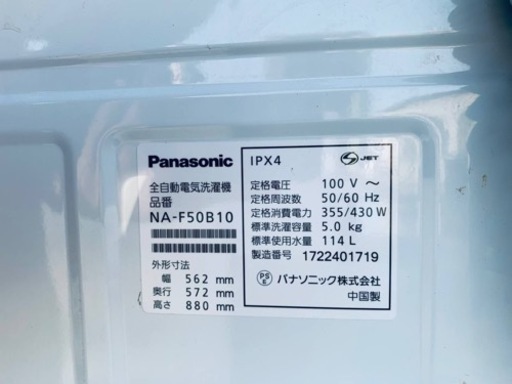 Panasonic
全自動電気洗濯機
品番
NA-F50B10
外形寸法
幅 562 mm
奥行 572 mm
高さ 880 mm
IPX4
S JET
定格電圧 100 V ～
定格周波数 50/60 Hz
定格消費電力 355/430 W
標準洗濯容量 5.0 kg
標準使用水量 114 L
製造番号 1722401719
PS E パナソニック株式会社
中国製